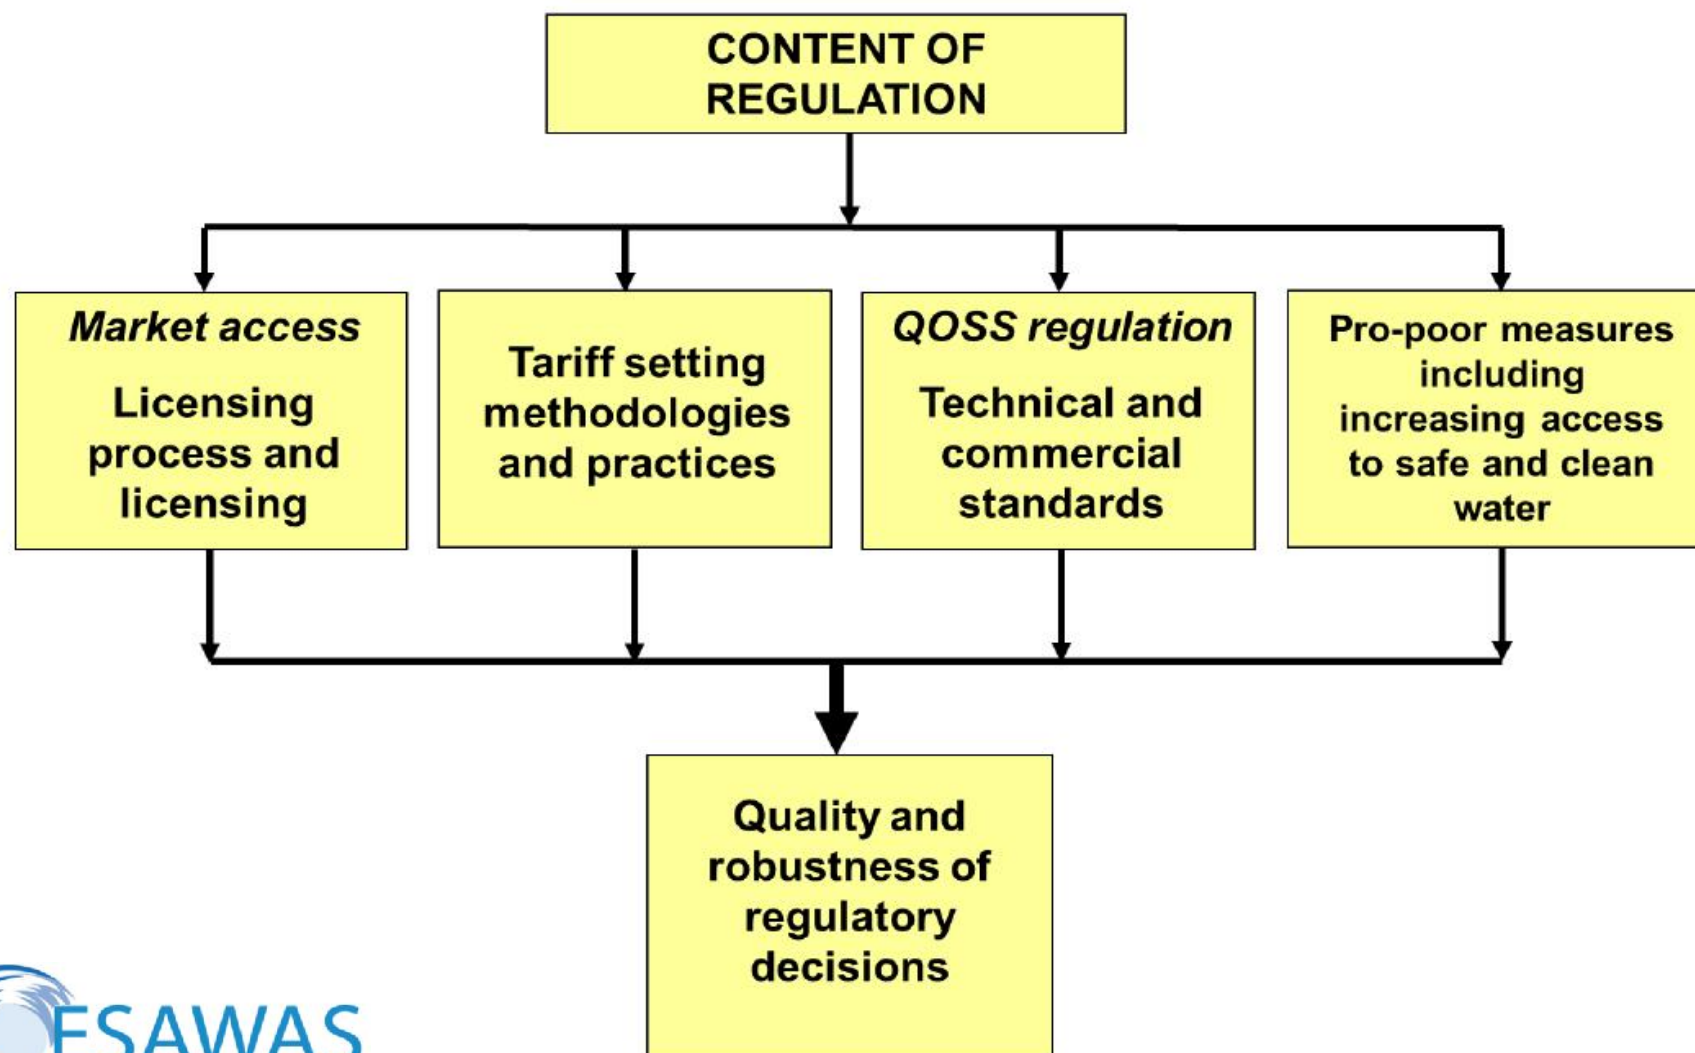 CONTENT OF
REGULATION
Market access
Licensing
process and
licensing
Tariff setting
methodologies
and practices
QOSS regulation
Technical and
commercial
standards
Pro-poor measures
including
increasing access
to safe and clean
water
Quality and
robustness of
regulatory
decisions
ESAWAS